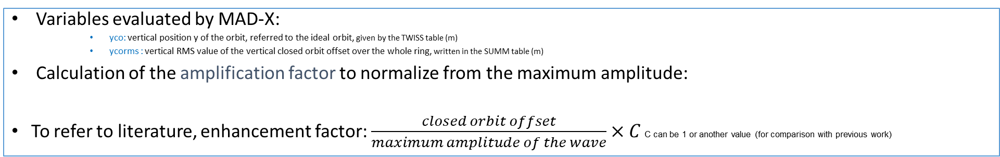 • Variables evaluated by MAD-X:
• yco: vertical position y of the orbit, referred to the ideal orbit, given by the TWISS table (m)
• ycorms : vertical RMS value of the vertical closed orbit offset over the whole ring, written in the SUMM table (m)
• Calculation of the amplification factor to normalize from the maximum amplitude:
• To refer to literature, enhancement factor: closed orbit offset / maximum amplitude of the wave × C C can be 1 or another value (for comparison with previous work)